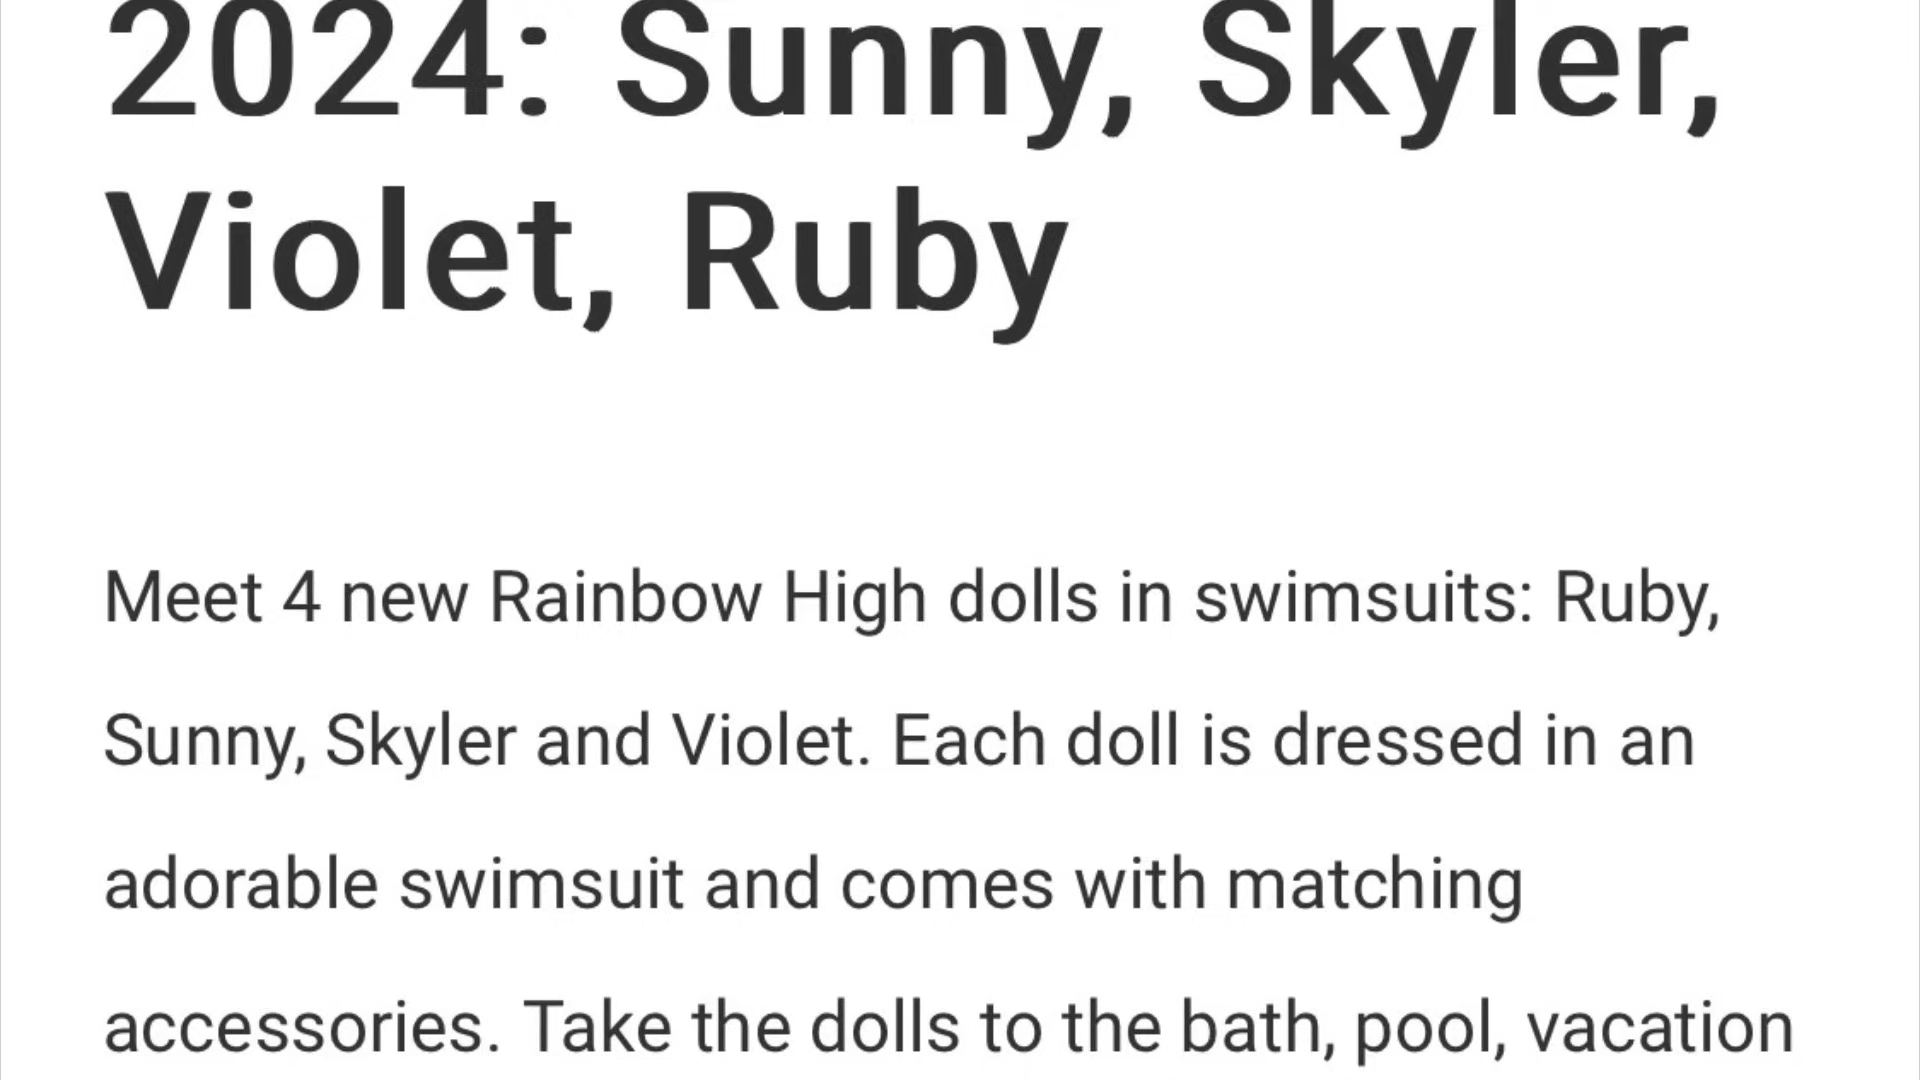 2024: Sunny, Skyler,
Violet, Ruby
Meet 4 new Rainbow High dolls in swimsuits: Ruby,
Sunny, Skyler and Violet. Each doll is dressed in an
adorable swimsuit and comes with matching
accessories. Take the dolls to the bath, pool, vacation